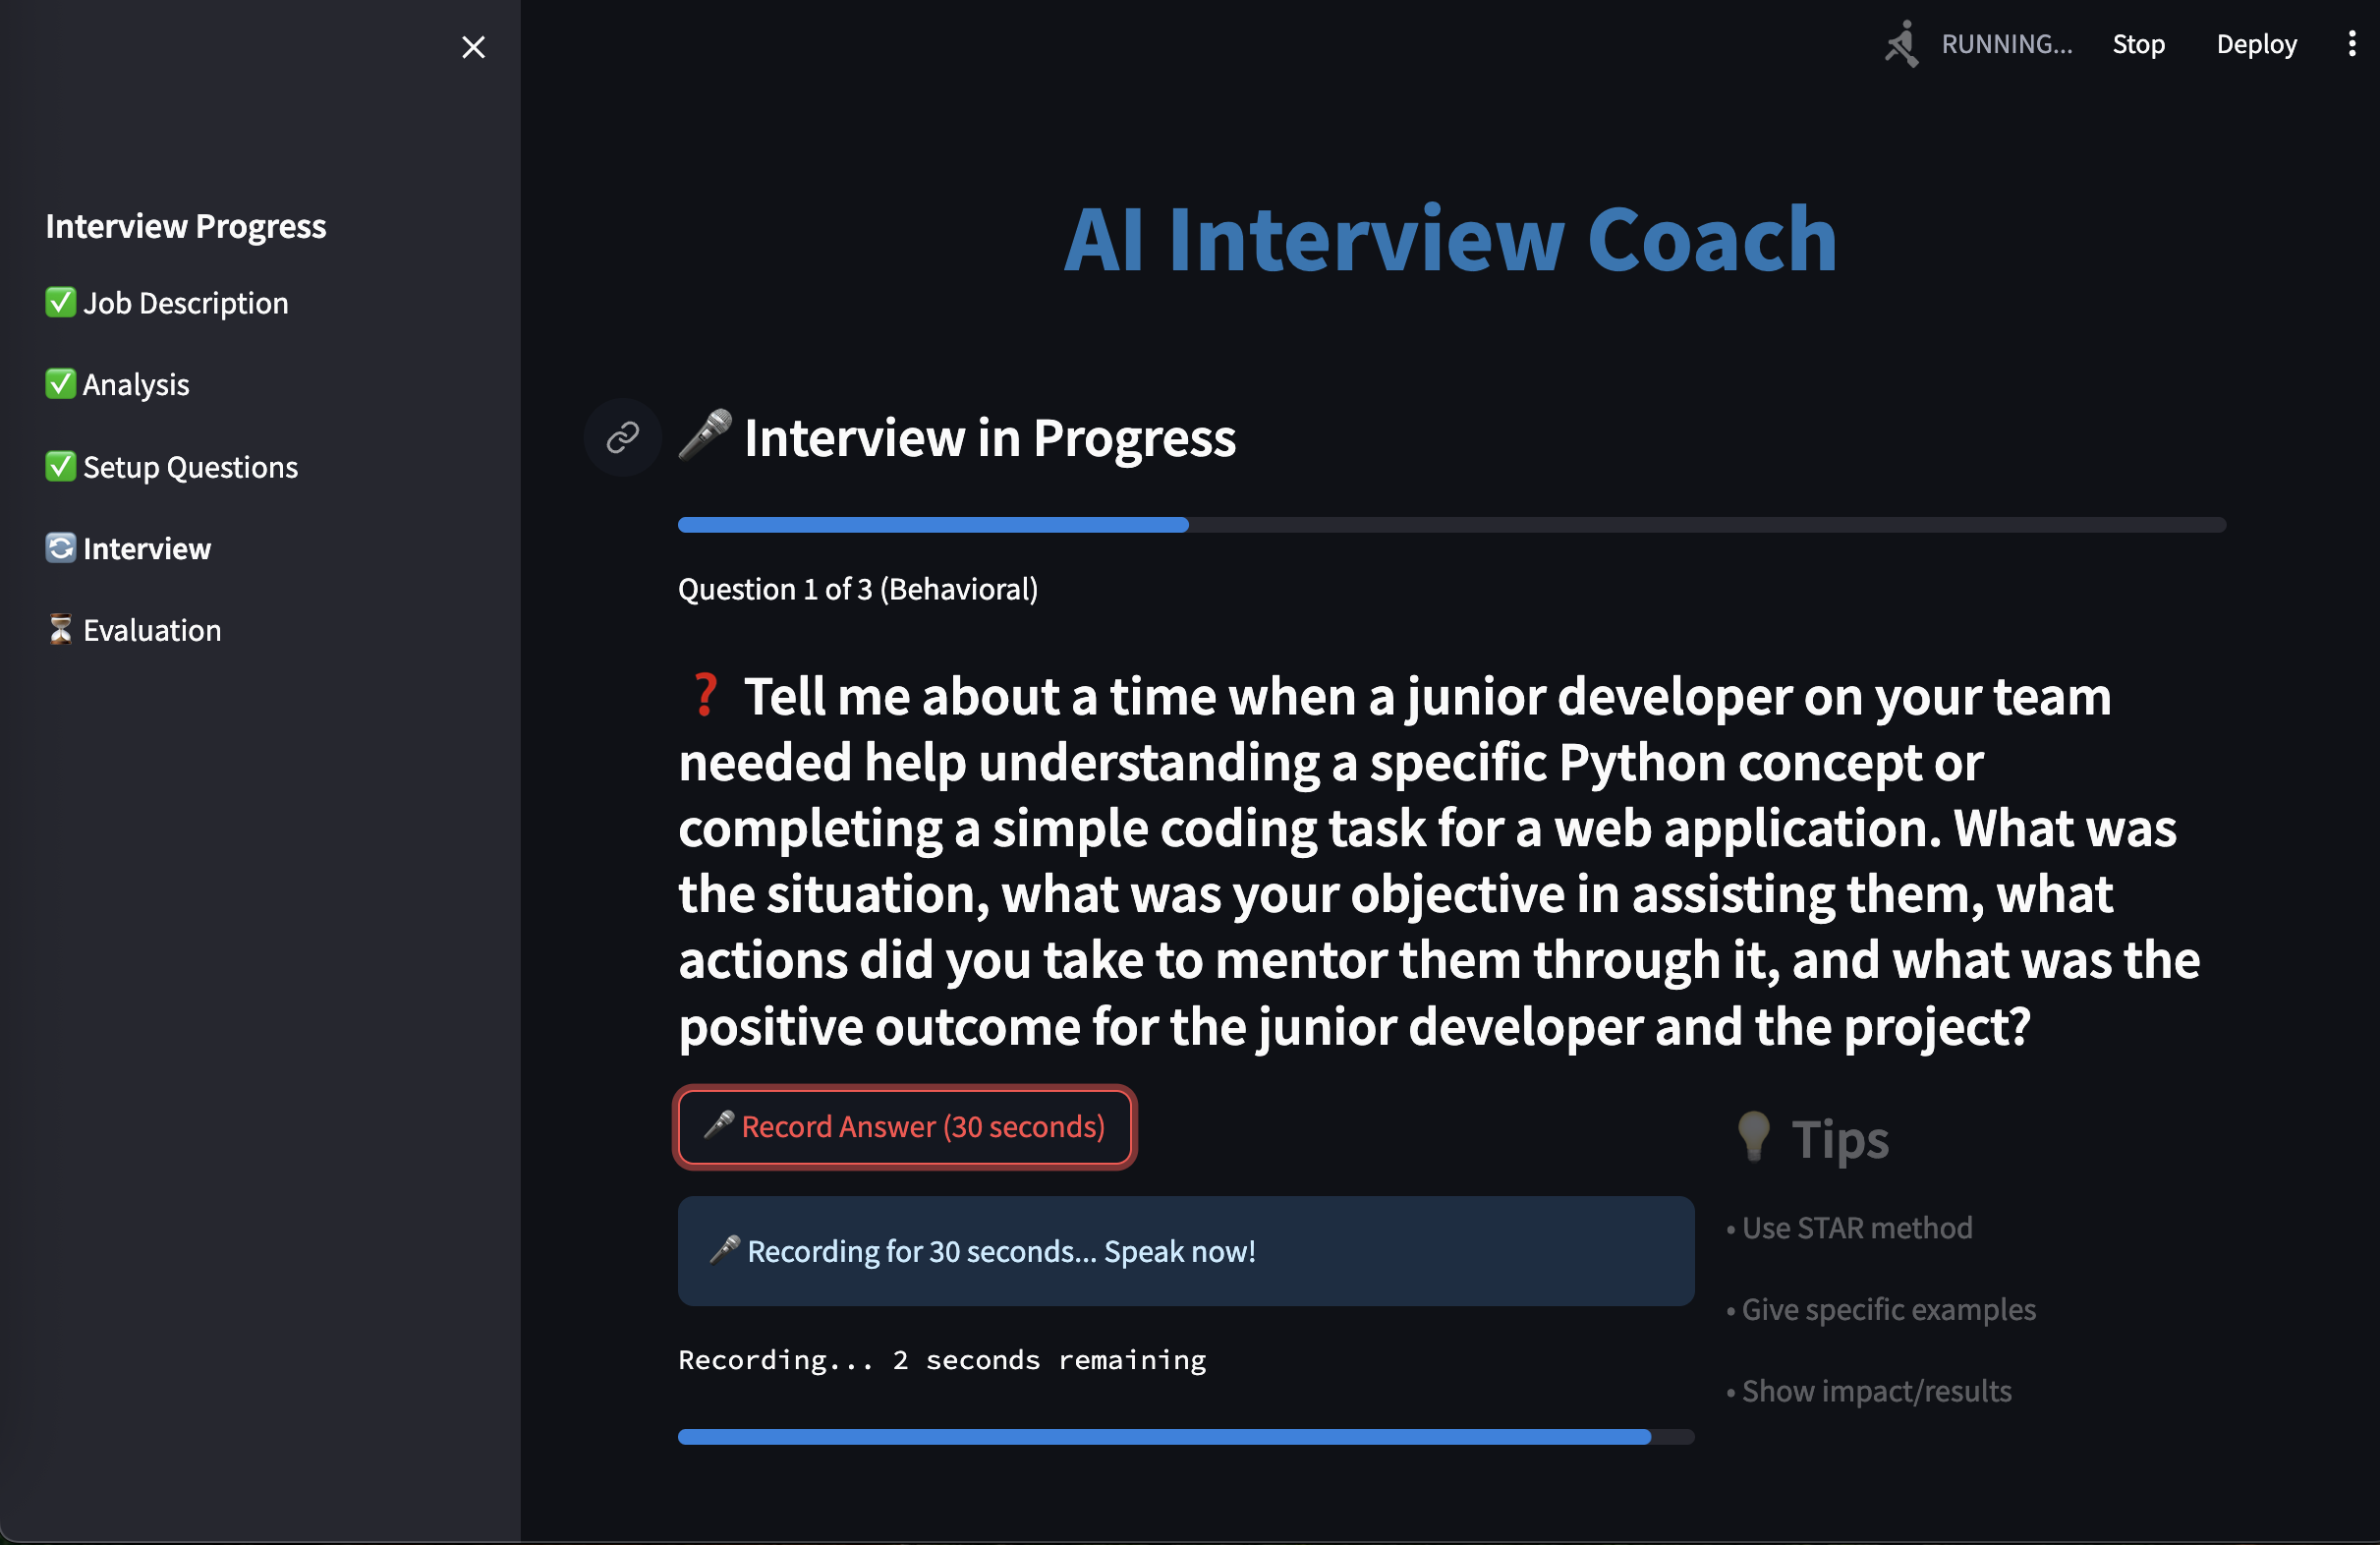 RUNNING...
Stop
Deploy
Interview Progress
Job Description
Analysis
Setup Questions
Interview
Evaluation
AI Interview Coach
Interview in Progress
Question 1 of 3 (Behavioral)
❓ Tell me about a time when a junior developer on your team
needed help understanding a specific Python concept or
completing a simple coding task for a web application. What was
the situation, what was your objective in assisting them, what
actions did you take to mentor them through it, and what was the
positive outcome for the junior developer and the project?
Record Answer (30 seconds)
Recording for 30 seconds... Speak now!
Recording... 2 seconds remaining
Tips
• Use STAR method
• Give specific examples
• Show impact/results